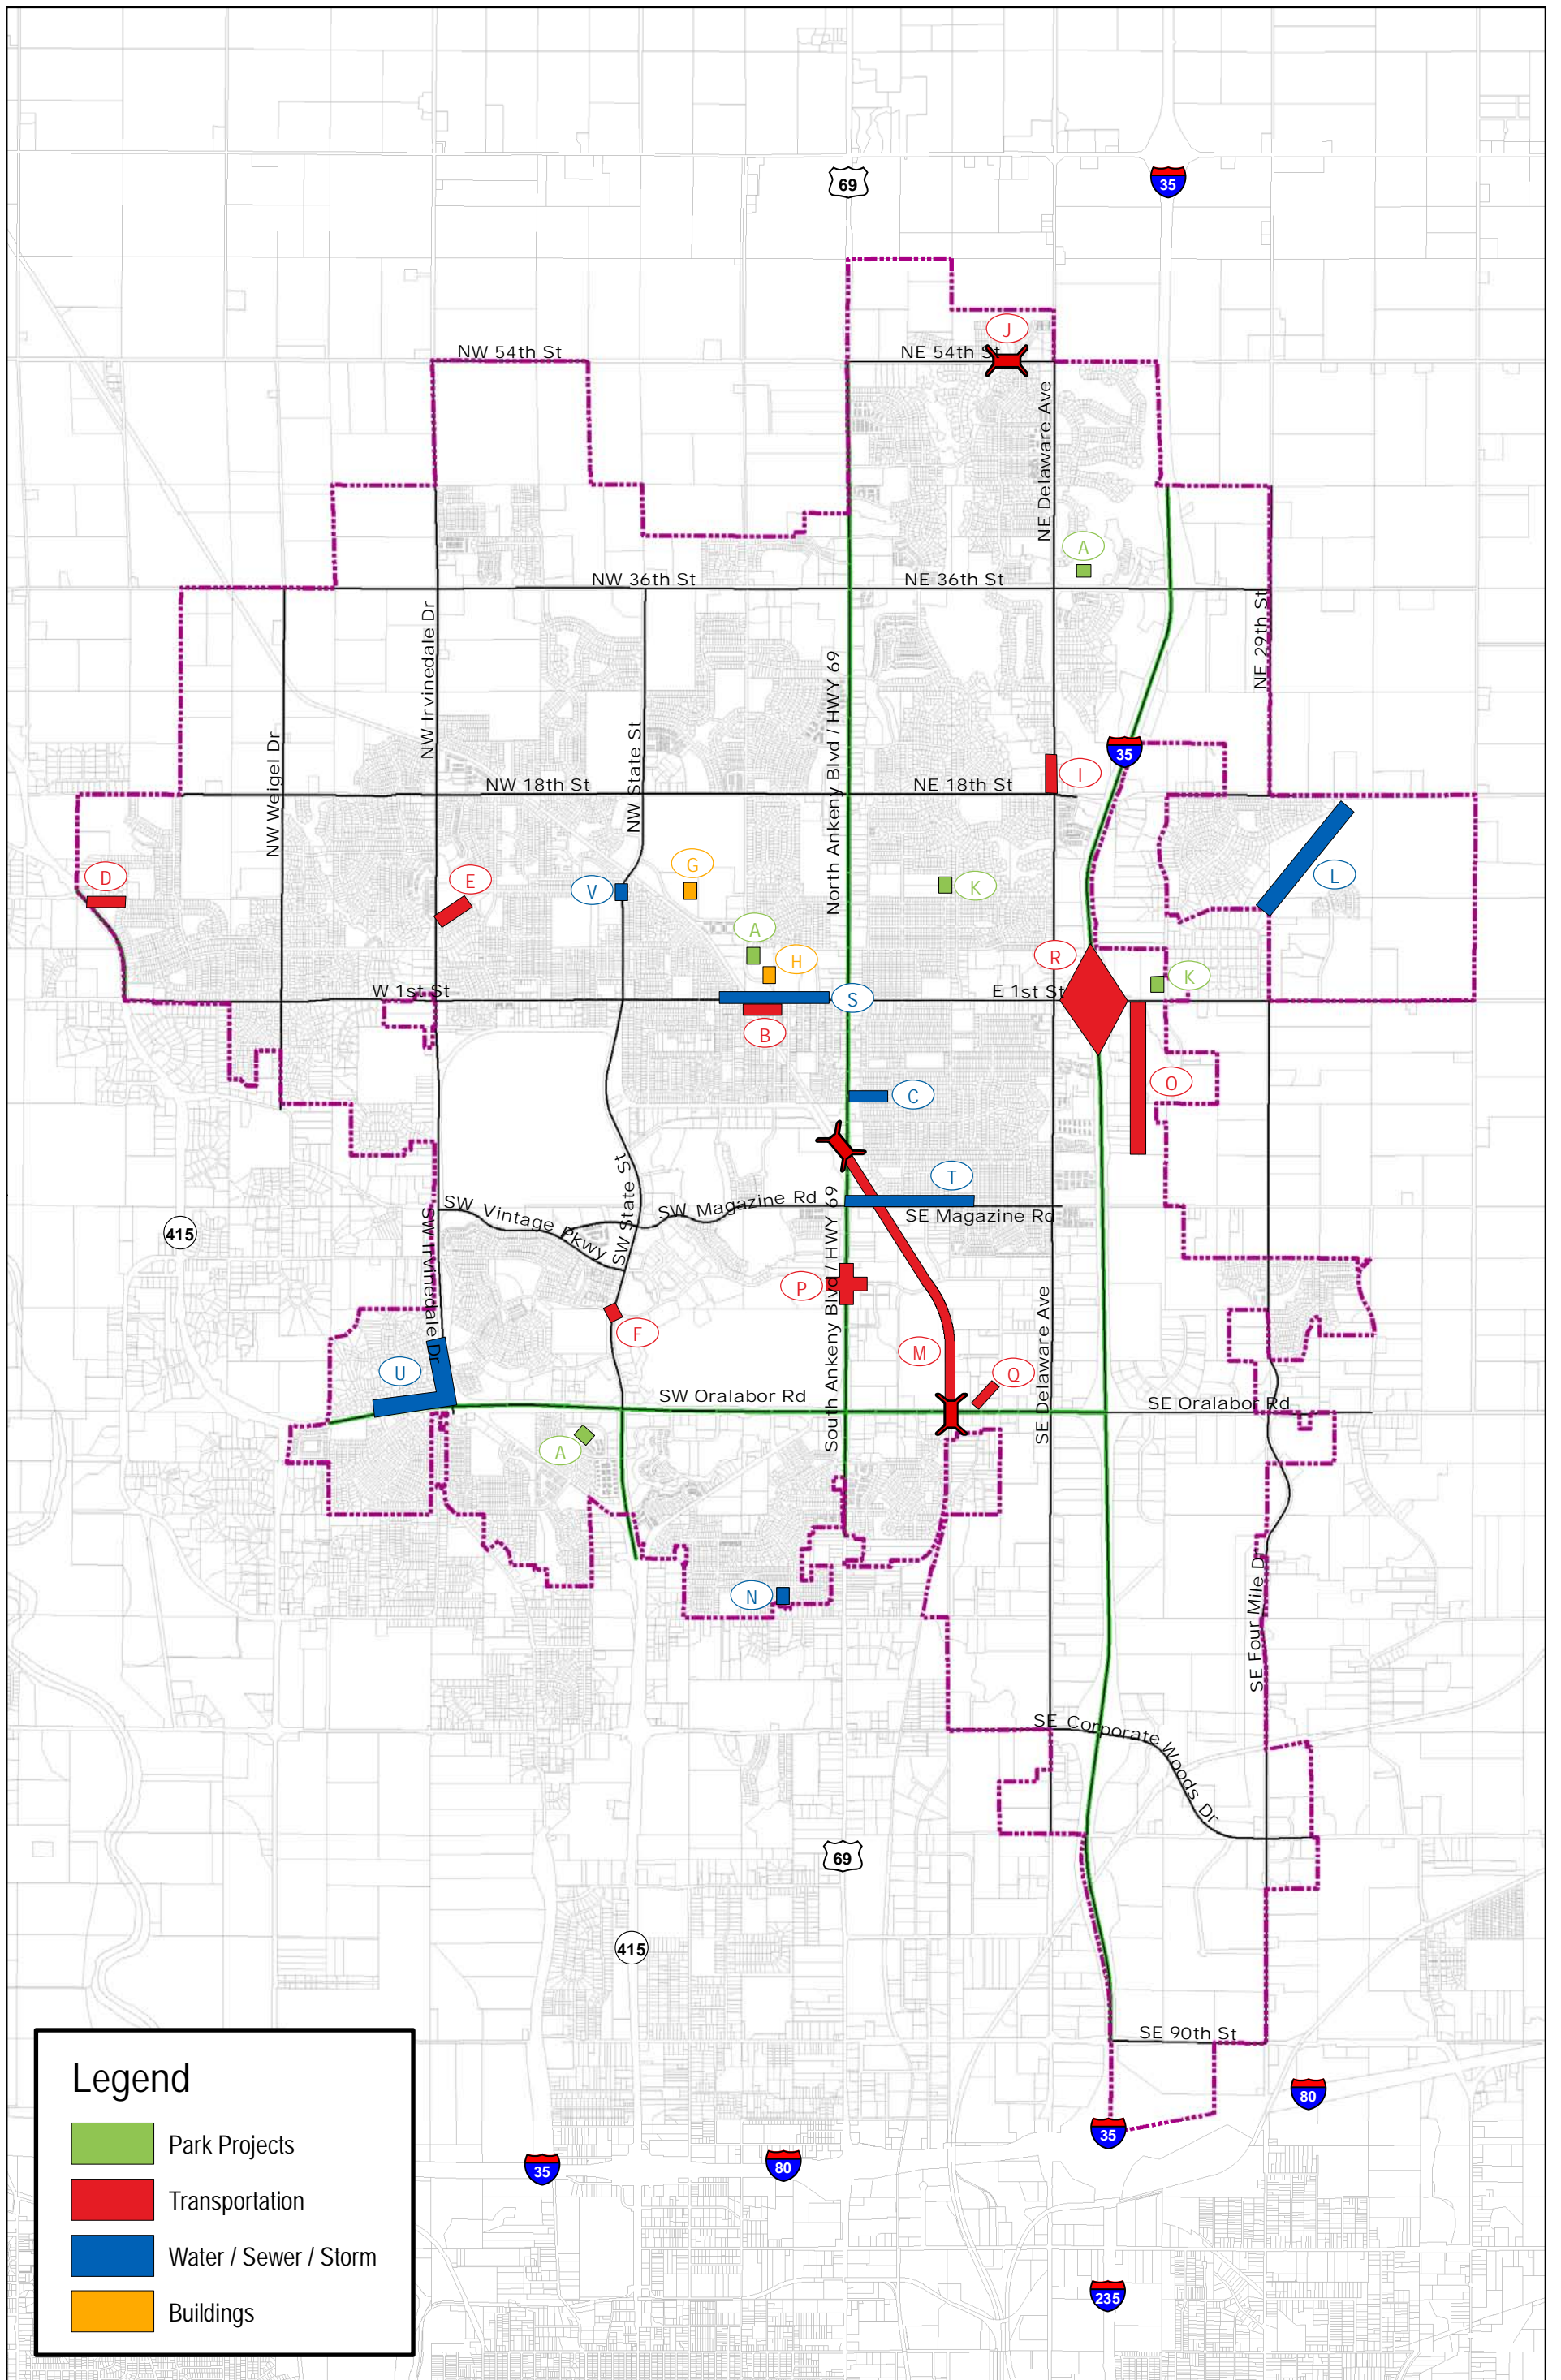 69
35
J
NW 54th St
NE 54th St
NE Delaware Ave
A
NW 36th St
NE 36th St
NE 29th St
NW Irvinedale Dr
North Ankeny Blvd / HWY 69
NW State St
NW Weigel Dr
35
I
NW 18th St
NE 18th St
D
E
V
G
K
L
A
H
R
K
W 1st St
E 1st St
S
B
O
C
T
SW State St
SW Vintage Pkwy
SW Magazine Rd
SE Magazine Rd
415
SW Irvinedale Dr
South Ankeny Blvd / HWY 69
P
F
M
Q
SE Delaware Ave
U
SW Oralabor Rd
SE Oralabor Rd
A
N
SE Four Mile Dr
SE Corporate Woods Dr
69
415
SE 90th St
80
35
35
80
235
Legend
Park Projects
Transportation
Water / Sewer / Storm
Buildings